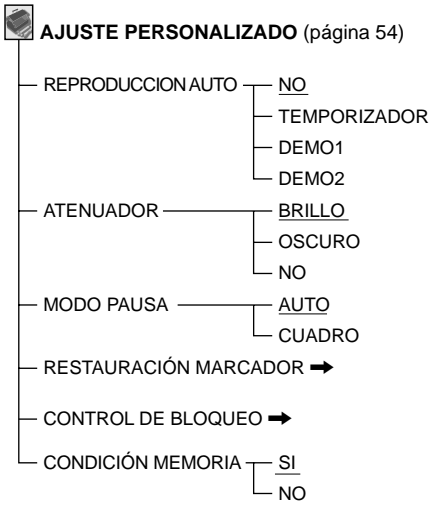 AJUSTE PERSONALIZADO (página 54)
REPRODUCCION AUTO NO
TEMPORIZADOR
DEMO1
DEMO2
ATENUADOR BRILLO
OSCURO
NO
MODO PAUSA AUTO
CUADRO
RESTAURACIÓN MARCADOR ➡
CONTROL DE BLOQUEO ➡
CONDICIÓN MEMORIA SI
NO